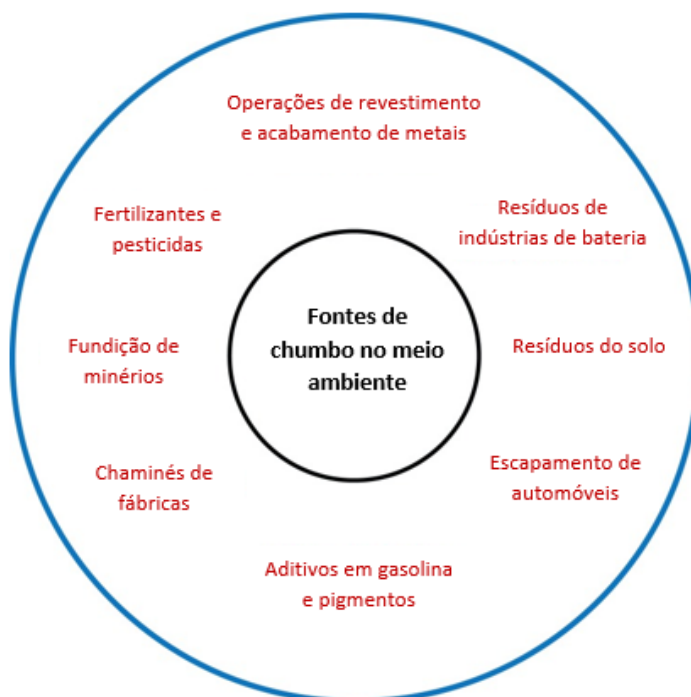 Operações de revestimento
e acabamento de metais
Fertilizantes e
pesticidas
Resíduos de
indústrias de bateria
Fontes de
chumbo no meio
ambiente
Fundição de
minérios
Resíduos do solo
Chaminés de
fábricas
Escapamento de
automóveis
Aditivos em gasolina
e pigmentos